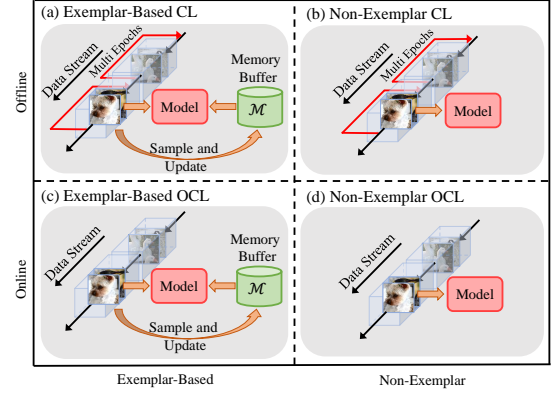 (a) Exemplar-Based CL
Multi Epochs
Data Stream
Memory
Buffer
Model
ℳ
Sample and
Update
(b) Non-Exemplar CL
Multi Epochs
Data Stream
Model
Offline
(c) Exemplar-Based OCL
Data Stream
Memory
Buffer
Model
ℳ
Sample and
Update
(d) Non-Exemplar OCL
Data Stream
Model
Online
Exemplar-Based
Non-Exemplar